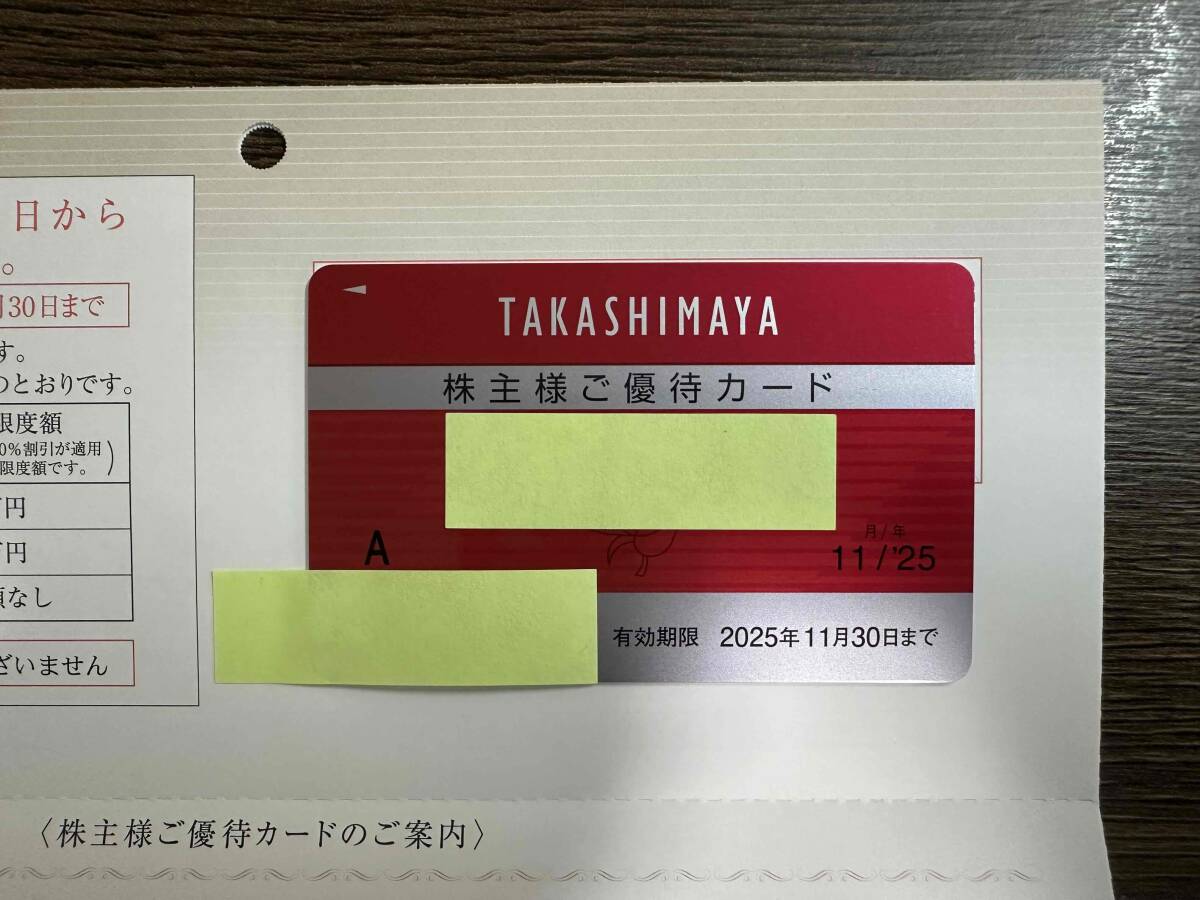 日から
。
月30日まで
す。
のとおりです。
限度額
0%割引が適用
限度額です。
円
円
額なし
ざいません
TAKASHIMAYA
株主様ご優待カード
A
月/年
11/'25
有効期限 2025年11月30日まで
〈株主様ご優待カードのご案内〉